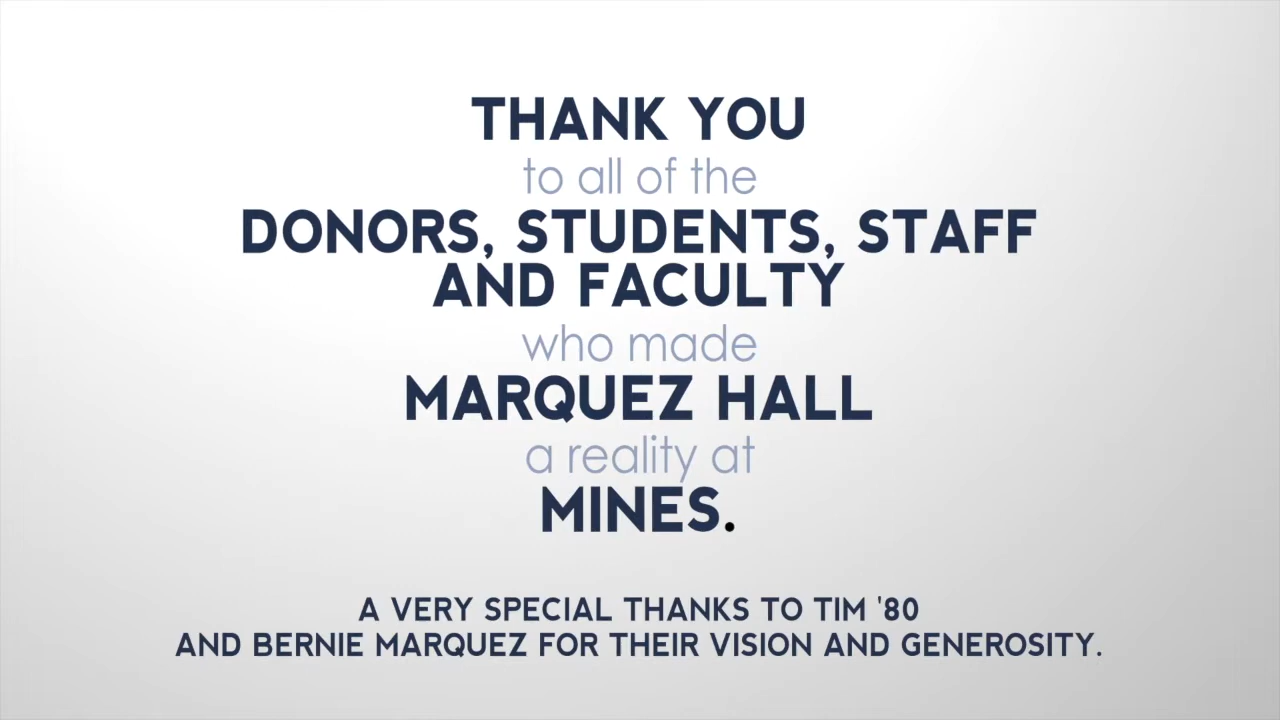 THANK YOU
to all of the
DONORS, STUDENTS, STAFF
AND FACULTY
who made
MARQUEZ HALL
a reality at
MINES.
A VERY SPECIAL THANKS TO TIM '80
AND BERNIE MARQUEZ FOR THEIR VISION AND GENEROSITY.